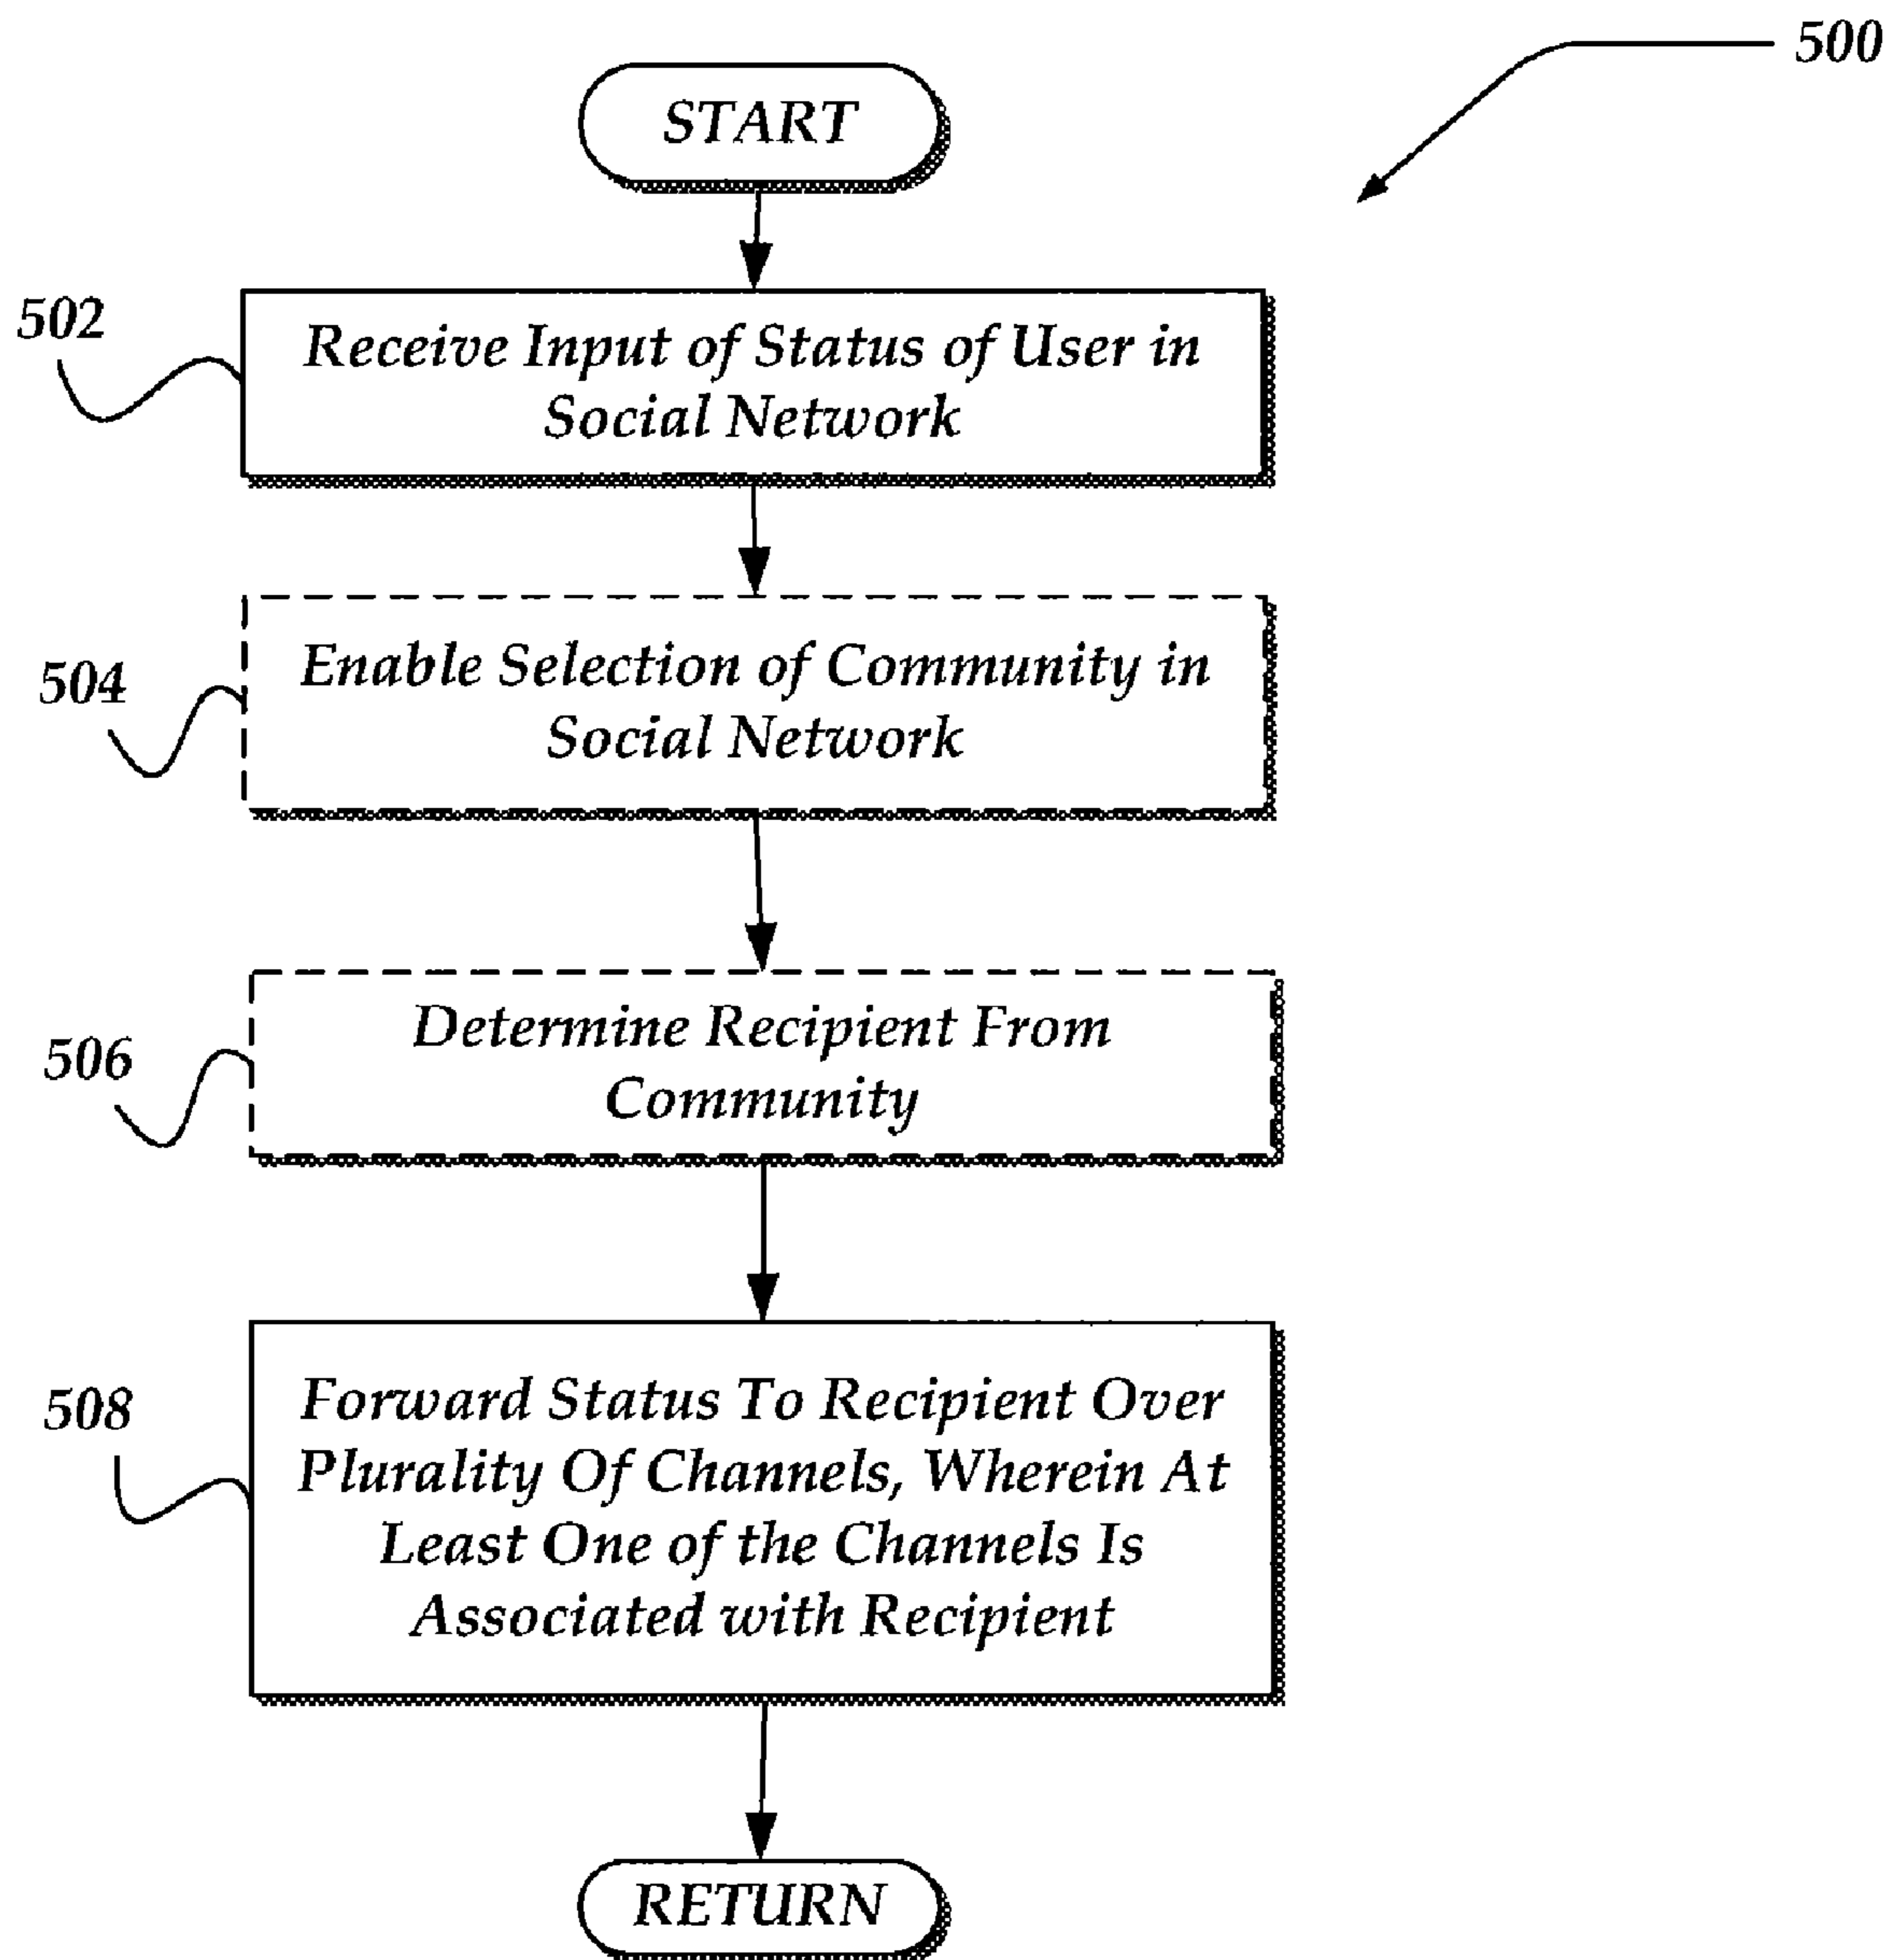 500
START
502
Receive Input of Status of User in
Social Network
504
Enable Selection of Community in
Social Network
506
Determine Recipient From
Community
508
Forward Status To Recipient Over
Plurality Of Channels, Wherein At
Least One of the Channels Is
Associated with Recipient
RETURN